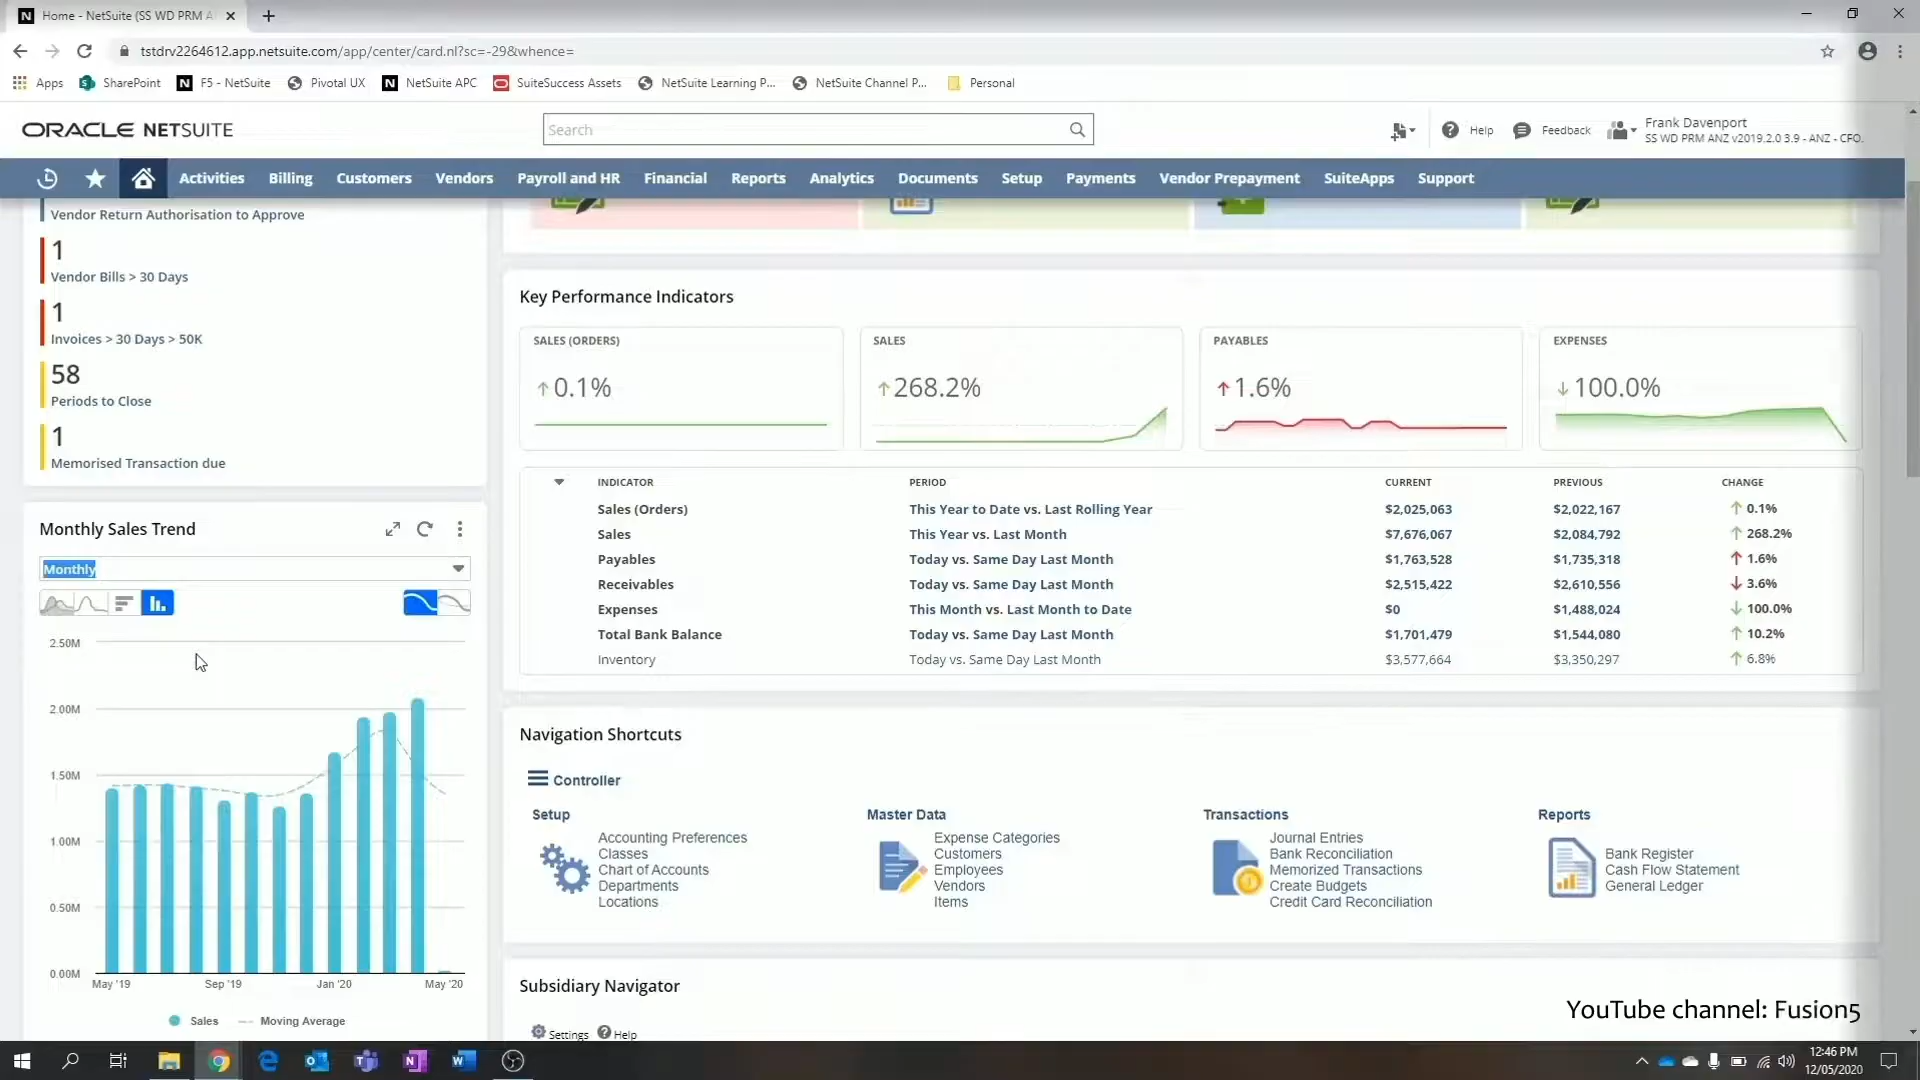 Home - NetSuite (SS WD PRM A
tstdrv2264612.app.netsuite.com/app/center/card.nl?sc=-29&whence=
Apps SharePoint F5 - NetSuite Pivotal UX NetSuite APC SuiteSuccess Assets NetSuite Learning P... NetSuite Channel P... Personal
ORACLE NETSUITE
Search
Help Feedback
Frank Davenport
SS WD PRM ANZ v2019.2.0 3.9 - ANZ - CFO.
Activities Billing Customers Vendors Payroll and HR Financial Reports Analytics Documents Setup Payments Vendor Prepayment SuiteApps Support
Vendor Return Authorisation to Approve
1
Vendor Bills > 30 Days
1
Invoices > 30 Days > 50K
58
Periods to Close
1
Memorised Transaction due
Monthly Sales Trend
Monthly
2.50M
2.00M
1.50M
1.00M
0.50M
0.00M
May '19 Sep '19 Jan '20 May '20
Sales Moving Average
Key Performance Indicators
SALES (ORDERS)
0.1%
SALES
268.2%
PAYABLES
1.6%
EXPENSES
100.0%
INDICATOR PERIOD CURRENT PREVIOUS CHANGE
Sales (Orders) This Year to Date vs. Last Rolling Year $2,025,063 $2,022,167 0.1%
Sales This Year vs. Last Month $7,676,067 $2,084,792 268.2%
Payables Today vs. Same Day Last Month $1,763,528 $1,735,318 1.6%
Receivables Today vs. Same Day Last Month $2,515,422 $2,610,556 3.6%
Expenses This Month vs. Last Month to Date $0 $1,488,024 100.0%
Total Bank Balance Today vs. Same Day Last Month $1,701,479 $1,544,080 10.2%
Inventory Today vs. Same Day Last Month $3,577,664 $3,350,297 6.8%
Navigation Shortcuts
Controller
Setup
Accounting Preferences
Classes
Chart of Accounts
Departments
Locations
Master Data
Expense Categories
Customers
Employees
Vendors
Items
Transactions
Journal Entries
Bank Reconciliation
Memorized Transactions
Create Budgets
Credit Card Reconciliation
Reports
Bank Register
Cash Flow Statement
General Ledger
Subsidiary Navigator
Settings Help
YouTube channel: Fusion5
12:46 PM
12/05/2020